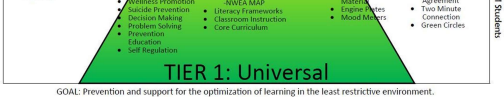 Wellness Promotion
Suicide Prevention
Decision Making
Problem Solving
Prevention
Education
Self Regulation
-NWEA MAP
Literacy Frameworks
Classroom Instruction
Core Curriculum
Material
Engine Plates
Mood Meters
Agreement
Two Minute
Connection
Green Circles
TIER 1: Universal
GOAL: Prevention and support for the optimization of learning in the least restrictive environment.
Students